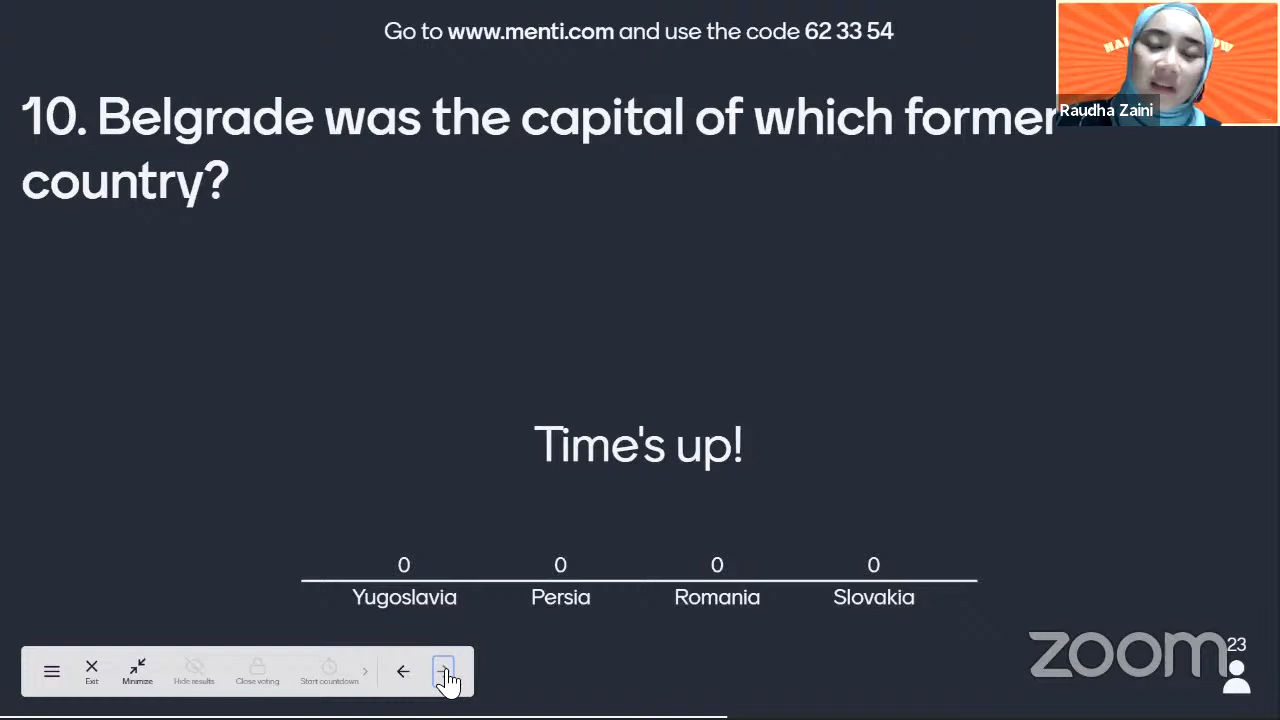 Go to www.menti.com and use the code 62 33 54
10. Belgrade was the capital of which former
country?
Raudha Zaini
Time's up!
0 0 0 0
Yugoslavia Persia Romania Slovakia
Exit Minimize Hide results Close voting Start countdown
zoom
23